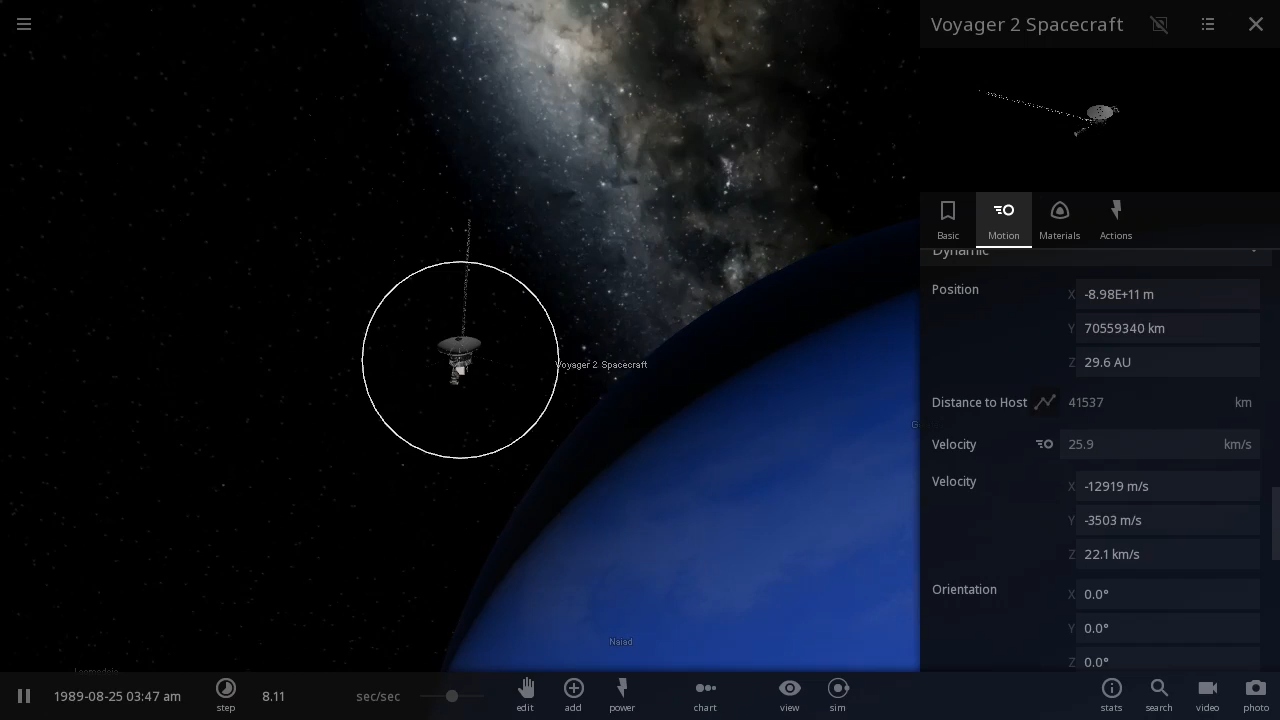 Voyager 2 Spacecraft
Basic
Motion
Materials
Actions
Dynamic
Position
X -8.98E+11 m
Y 70559340 km
Z 29.6 AU
Distance to Host 41537 km
Velocity 25.9 km/s
Velocity X -12919 m/s
Y -3503 m/s
Z 22.1 km/s
Orientation X 0.0°
Y 0.0°
Z 0.0°
Voyager 2 Spacecraft
Naiad
1989-08-25 03:47 am
step
8.11 sec/sec
edit
add
power
chart
view
sim
stats
search
video
photo